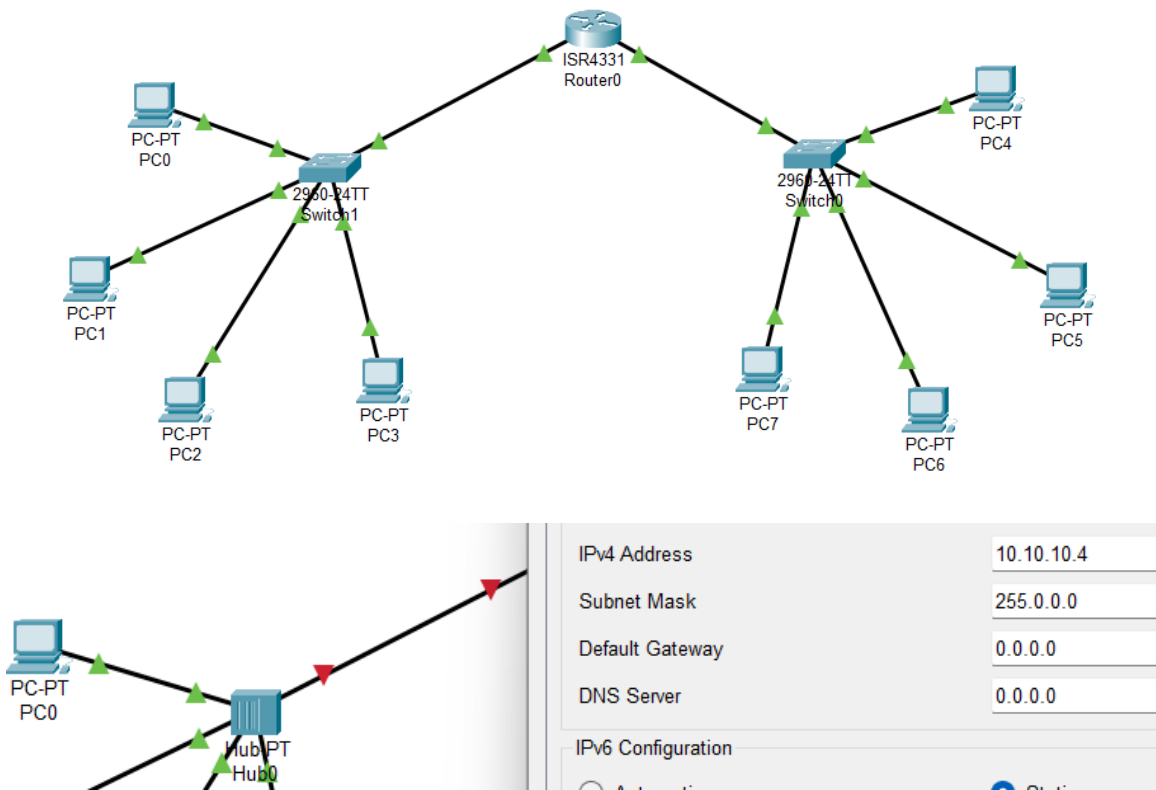 ISR4331
Router0
PC-PT
PC0
PC-PT
PC4
2960-24TT
Switch1
2960-24TT
Switch0
PC-PT
PC1
PC-PT
PC5
PC-PT
PC2
PC-PT
PC3
PC-PT
PC7
PC-PT
PC6
PC-PT
PC0
Hub-PT
Hub0
IPv4 Address
10.10.10.4
Subnet Mask
255.0.0.0
Default Gateway
0.0.0.0
DNS Server
0.0.0.0
IPv6 Configuration